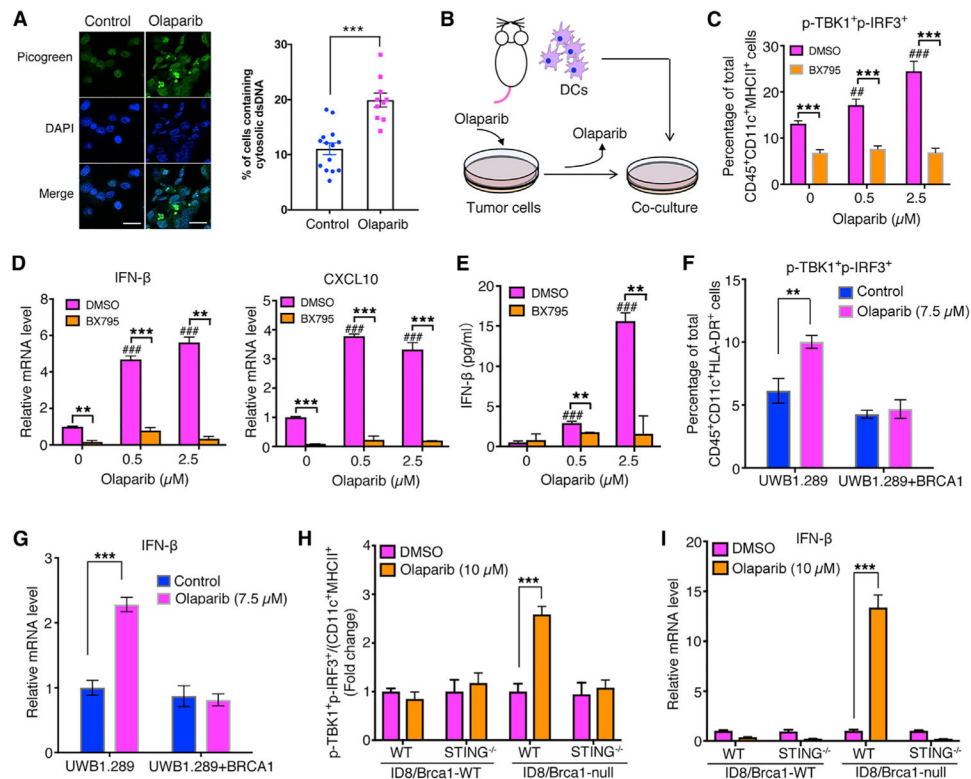 A
Control
Olaparib
Picogreen
DAPI
Merge
% of cells containing
cytosolic dsDNA
30
20
10
0
***
Control
Olaparib
B
DCs
Olaparib
Olaparib
Tumor cells
Co-culture
C
p-TBK1+p-IRF3+
DMSO
BX795
Percentage of total
CD45+CD11c+MHCII+ cells
30
20
10
0
***
##
***
###
***
0
0.5
2.5
Olaparib (μM)
D
IFN-β
DMSO
BX795
Relative mRNA level
8
6
4
2
0
**
###
***
###
**
0
0.5
2.5
Olaparib (μM)
CXCL10
DMSO
BX795
Relative mRNA level
5
4
3
2
1
0
***
###
***
###
***
0
0.5
2.5
Olaparib (μM)
E
DMSO
BX795
IFN-β (pg/ml)
20
15
10
5
0
###
**
###
**
0
0.5
2.5
Olaparib (μM)
F
p-TBK1+p-IRF3+
Control
Olaparib (7.5 μM)
Percentage of total
CD45+CD11c+HLA-DR+ cells
15
10
5
0
**
UWB1.289
UWB1.289+BRCA1
G
IFN-β
Control
Olaparib (7.5 μM)
Relative mRNA level
3
2
1
0
***
UWB1.289
UWB1.289+BRCA1
H
DMSO
Olaparib (10 μM)
p-TBK1+p-IRF3+/(CD11c+MHCII+
(Fold change)
4
3
2
1
0
***
WT
STING-/-
WT
STING-/-
ID8/Brca1-WT
ID8/Brca1-null
I
IFN-β
DMSO
Olaparib (10 μM)
Relative mRNA level
20
15
10
5
0
***
WT
STING-/-
WT
STING-/-
ID8/Brca1-WT
ID8/Brca1-null